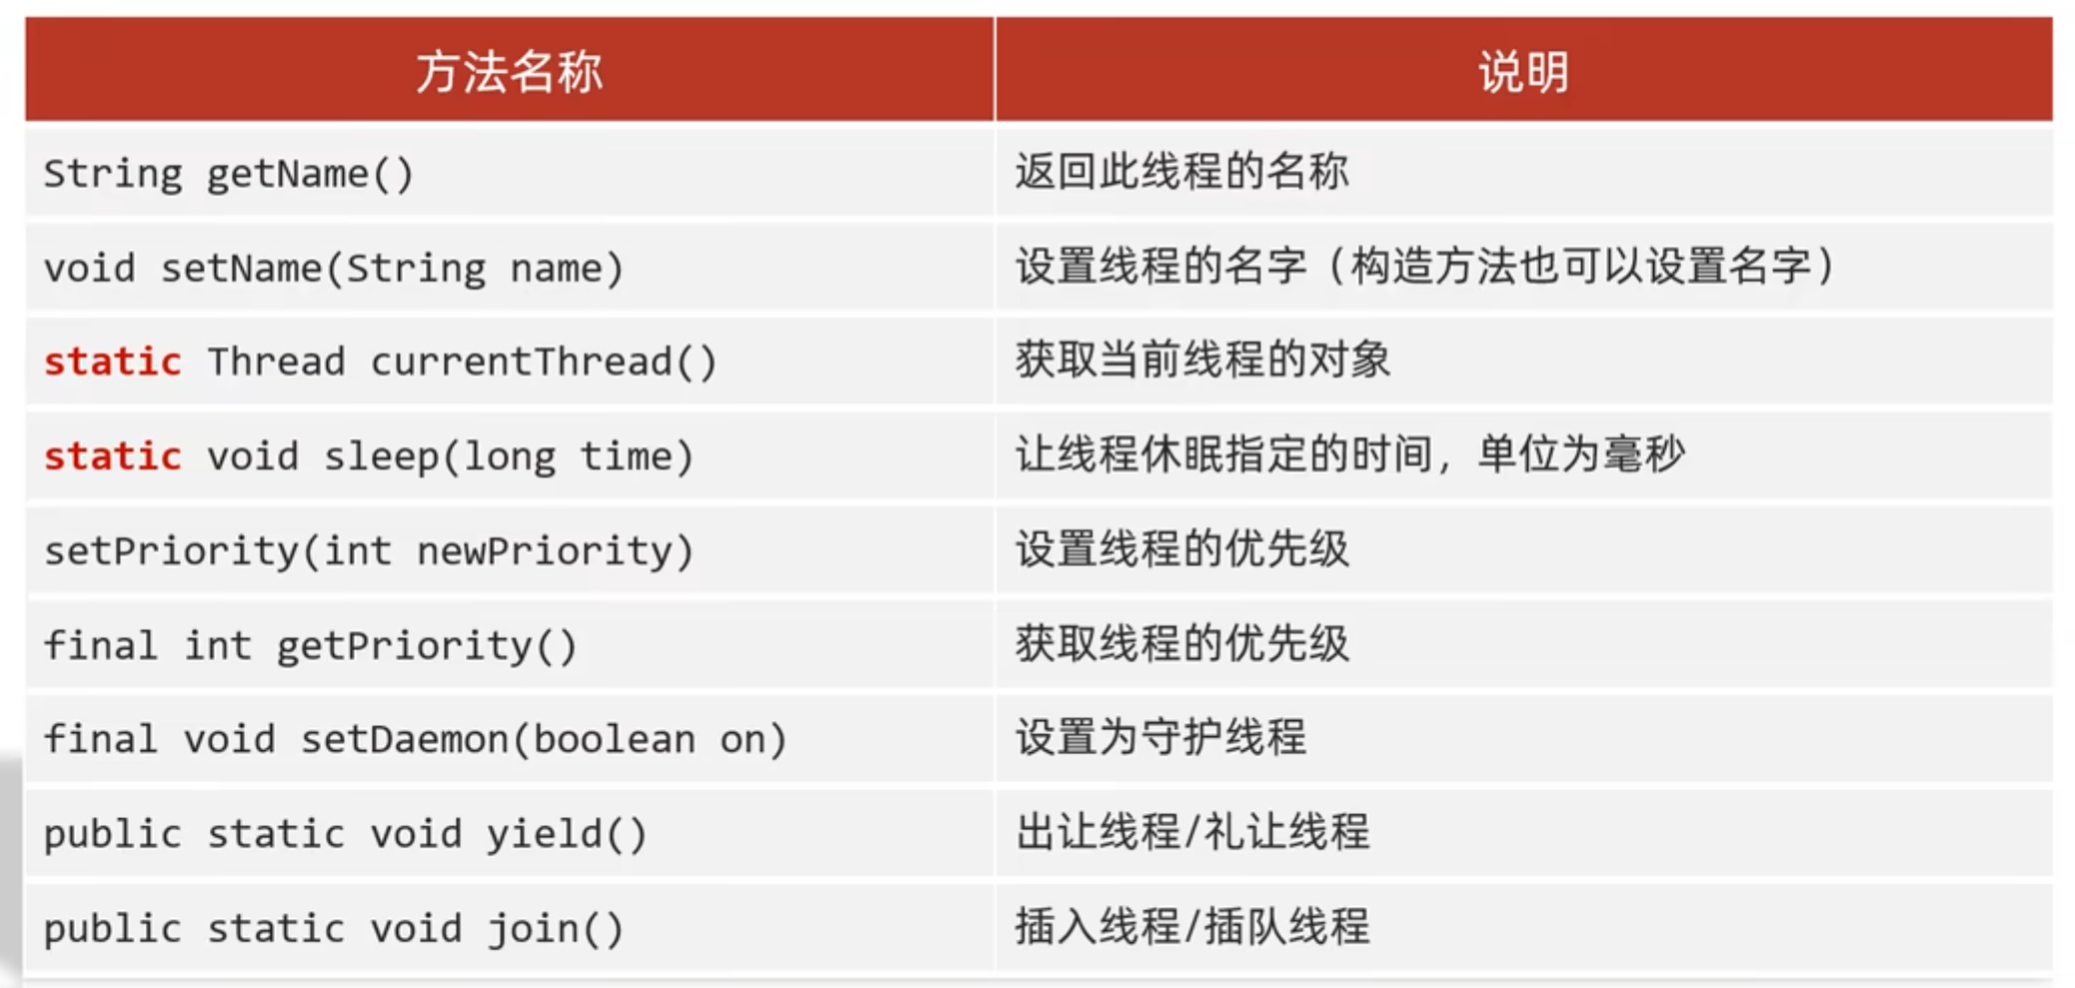 方法名称 说明
String getName() 返回此线程的名称
void setName(String name) 设置线程的名字（构造方法也可以设置名字）
static Thread currentThread() 获取当前线程的对象
static void sleep(long time) 让线程休眠指定的时间，单位为毫秒
setPriority(int newPriority) 设置线程的优先级
final int getPriority() 获取线程的优先级
final void setDaemon(boolean on) 设置为守护线程
public static void yield() 出让线程/礼让线程
public static void join() 插入线程/插队线程